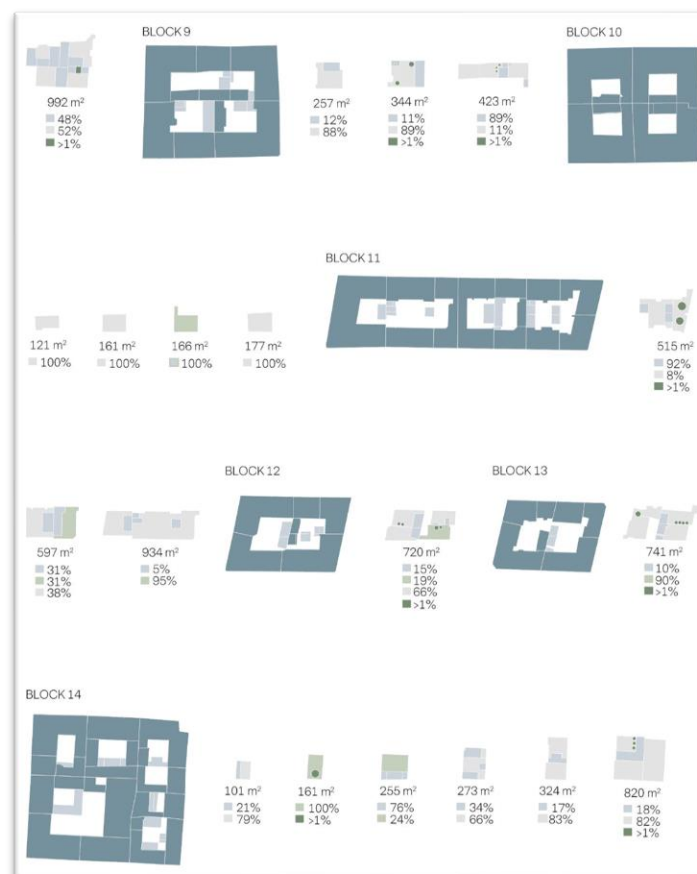 BLOCK 9
BLOCK 10
992 m²
48%
52%
>1%
257 m²
12%
88%
344 m²
11%
89%
>1%
423 m²
89%
11%
>1%
BLOCK 11
121 m²
100%
161 m²
100%
166 m²
100%
177 m²
100%
515 m²
92%
8%
>1%
BLOCK 12
BLOCK 13
597 m²
31%
31%
38%
934 m²
5%
95%
720 m²
15%
19%
66%
>1%
741 m²
10%
90%
>1%
BLOCK 14
101 m²
21%
79%
161 m²
100%
>1%
255 m²
76%
24%
273 m²
34%
66%
324 m²
17%
83%
820 m²
18%
82%
>1%